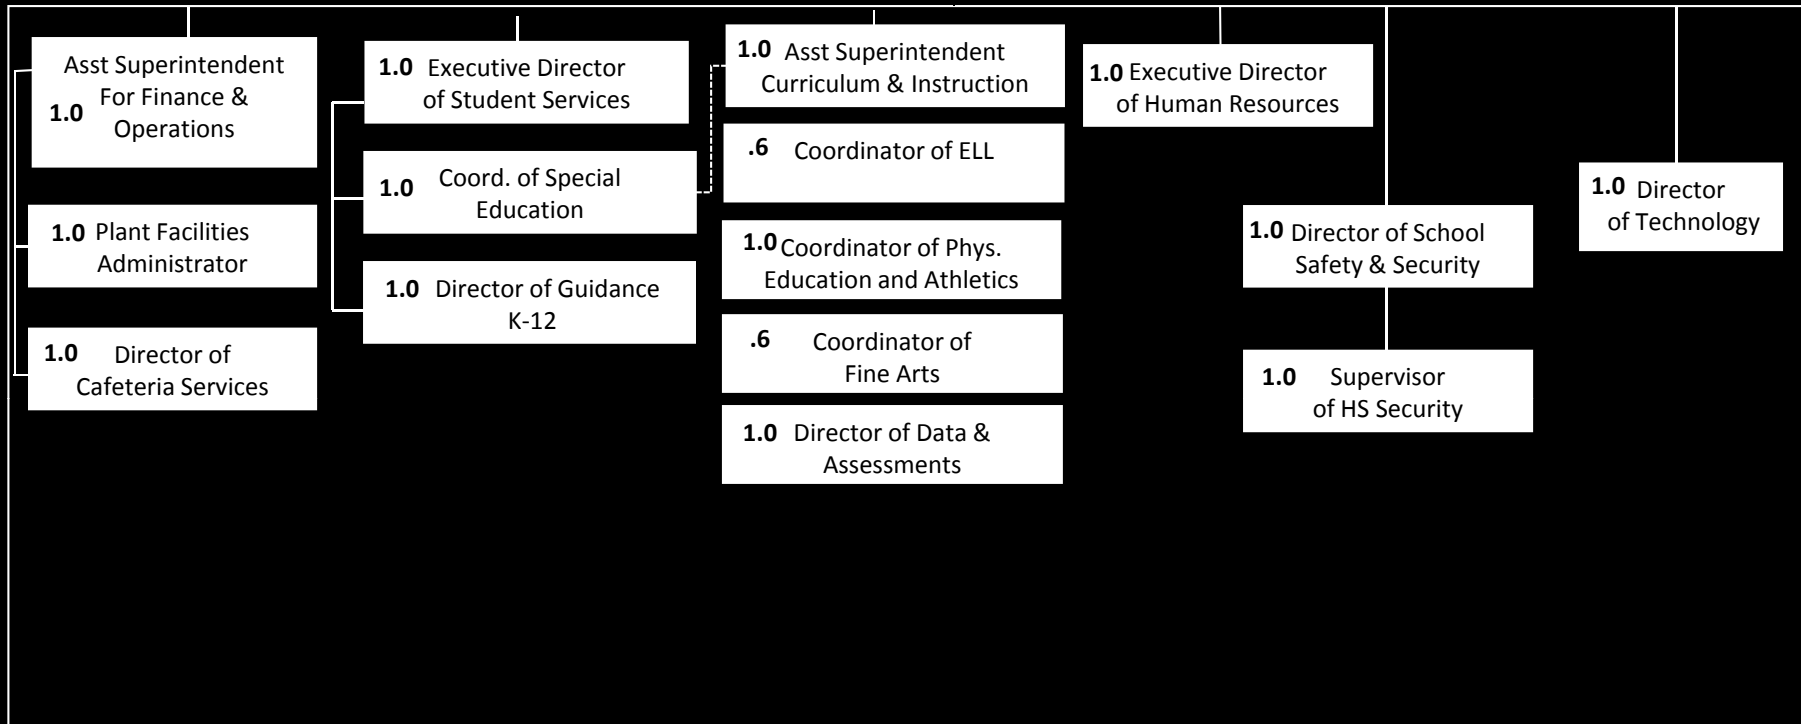 Asst Superintendent
For Finance &
1.0 Operations
1.0 Plant Facilities
Administrator
1.0 Director of
Cafeteria Services
1.0 Executive Director
of Student Services
1.0 Coord. of Special
Education
1.0 Director of Guidance
K-12
1.0 Asst Superintendent
Curriculum & Instruction
.6 Coordinator of ELL
1.0 Coordinator of Phys.
Education and Athletics
.6 Coordinator of
Fine Arts
1.0 Director of Data &
Assessments
1.0 Executive Director
of Human Resources
1.0 Director of School
Safety & Security
1.0 Supervisor
of HS Security
1.0 Director
of Technology